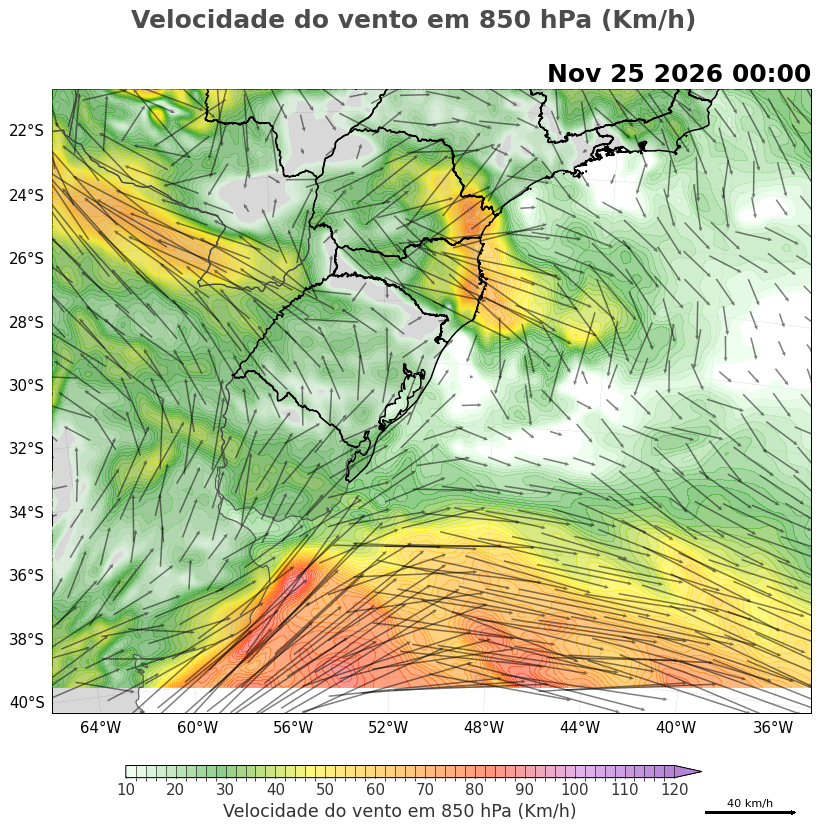 Velocidade do vento em 850 hPa (Km/h)
Nov 25 2026 00:00
22°S
24°S
26°S
28°S
30°S
32°S
34°S
36°S
38°S
40°S
64°W 60°W 56°W 52°W 48°W 44°W 40°W 36°W
10 20 30 40 50 60 70 80 90 100 110 120
Velocidade do vento em 850 hPa (Km/h)
40 km/h